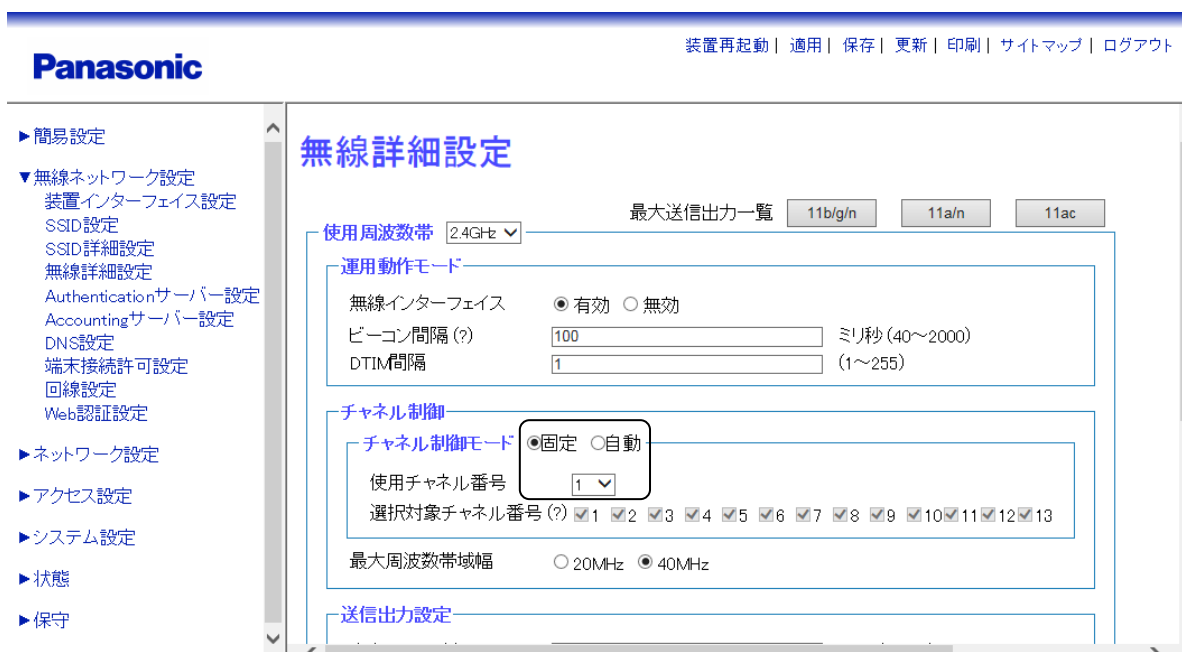 装置再起動| 適用| 保存| 更新| 印刷| サイトマップ| ログアウト
Panasonic
▶簡易設定
▼無線ネットワーク設定
装置インターフェイス設定
SSID設定
SSID詳細設定
無線詳細設定
Authenticationサーバー設定
Accountingサーバー設定
DNS設定
端末接続許可設定
回線設定
Web認証設定
▶ネットワーク設定
▶アクセス設定
▶システム設定
▶状態
▶保守
無線詳細設定
最大送信出力一覧 11b/g/n 11a/n 11ac
使用周波数帯 2.4GHz
運用動作モード
無線インターフェイス 有効 無効
ビーコン間隔(?) 100 ミリ秒(40～2000)
DTIM間隔 1 (1～255)
チャネル制御
チャネル制御モード 固定 自動
使用チャネル番号 1
選択対象チャネル番号(?) 1 2 3 4 5 6 7 8 9 10 11 12 13
最大周波数帯域幅 20MHz 40MHz
送信出力設定